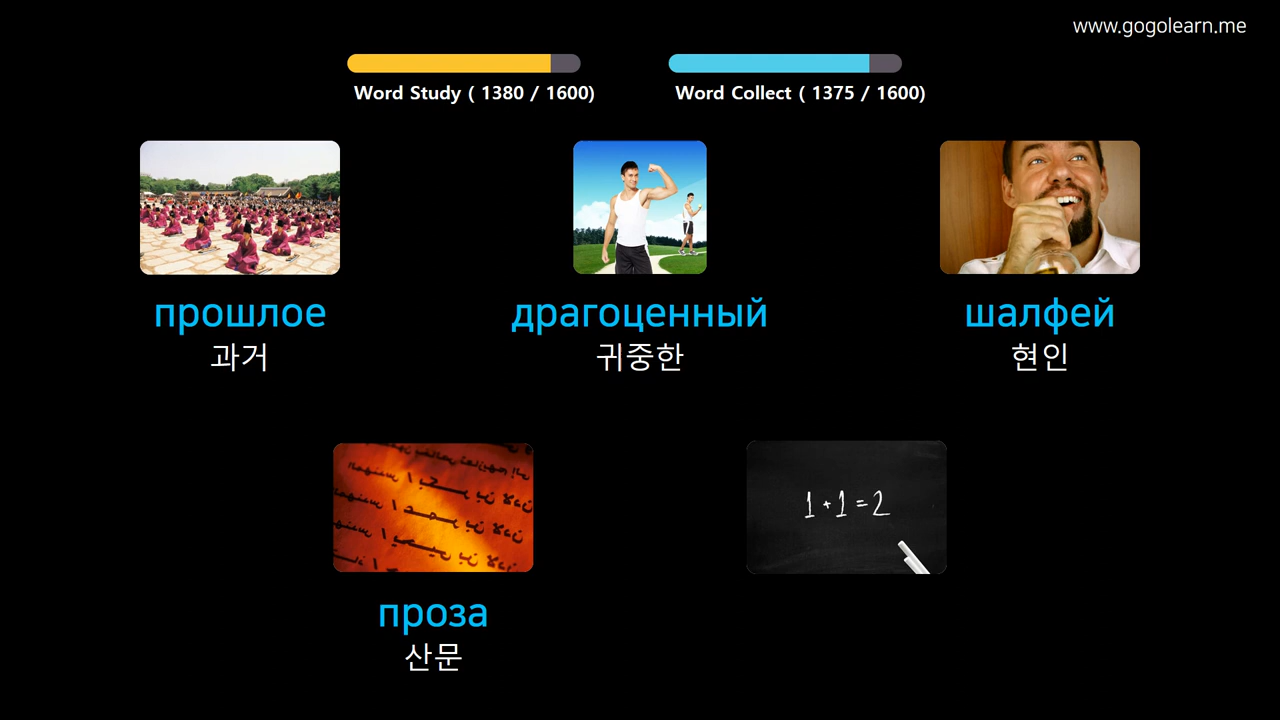 www.gogolearn.me
Word Study ( 1380 / 1600)
Word Collect ( 1375 / 1600)
прошлое
과거
драгоценный
귀중한
шалфей
현인
проза
산문
1+1=2